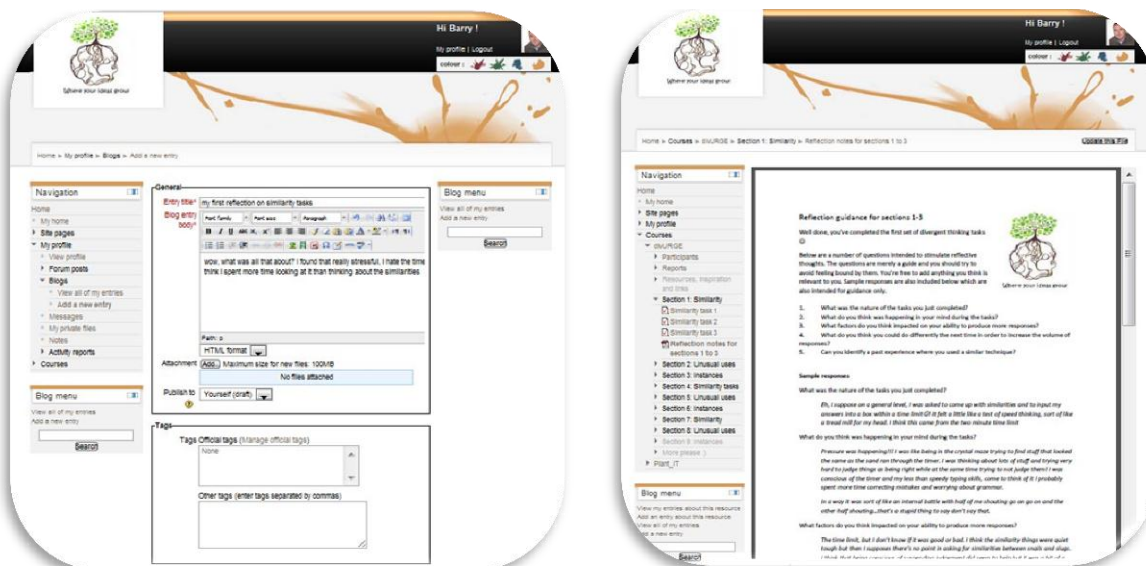 Hi Barry !
My profile | Logout
colour :
Where your ideas grow
Home ► My profile ► Blogs ► Add a new entry
Navigation
Home
My home
Site pages
My profile
View profile
Forum posts
Blogs
View all of my entries
Add a new entry
Messages
My private files
Notes
Activity reports
Courses
Blog menu
View all of my entries
Add a new entry
Search
General
Entry title* my first reflection on similarity tasks
Blog entry body*
Font family Font size Paragraph
wow, what was all that about? I found that really stressful, I hate the time
think I spent more time looking at it than thinking about the similarities
Path: p
HTML format
Attachment Add... Maximum size for new files: 100MB
No files attached
Publish to Yourself (draft)
Tags
Tags Official tags (Manage official tags)
None
Other tags (enter tags separated by commas)
Blog menu
View all of my entries
Add a new entry
Search
Hi Barry !
My profile | Logout
colour :
Where your ideas grow
Home ► Courses ► diVURGE ► Section 1: Similarity ► Reflection notes for sections 1 to 3
Update this File
Navigation
Home
My home
Site pages
My profile
Courses
diVURGE
Participants
Reports
Resources, inspiration
and links
Section 1: Similarity
Similarity task 1
Similarity task 2
Similarity task 3
Reflection notes for
sections 1 to 3
Section 2: Unusual uses
Section 3: Instances
Section 4: Similarity tasks
Section 5: Unusual uses
Section 6: Instances
Section 7: Similarity
Section 8: Unusual uses
Section 9: Instances
More please :)
Plant_IT
Blog menu
View my entries about this resource
Add an entry about this resource
View all of my entries
Add a new entry
Search
Reflection guidance for sections 1-3
Well done, you've completed the first set of divergent thinking tasks
☺
Below are a number of questions intended to stimulate reflective
thoughts. The questions are merely a guide and you should try to
avoid feeling bound by them. You're free to add anything you think is
relevant to you. Sample responses are also included below which are
also intended for guidance only.
Where your ideas grow
1. What was the nature of the tasks you just completed?
2. What do you think was happening in your mind during the tasks?
3. What factors do you think impacted on your ability to produce more responses?
4. What do you think you could do differently the next time in order to increase the volume of
responses?
5. Can you identify a past experience where you used a similar technique?
Sample responses
What was the nature of the tasks you just completed?
Eh, I suppose on a general level, I was asked to come up with similarities and to input my
answers into a box within a time limit☺ It felt a little like a test of speed thinking, sort of like
a tread mill for my head. I think this came from the two minute time limit
What do you think was happening in your mind during the tasks?
Pressure was happening!!! I was like being in the crystal maze trying to find stuff that looked
the same as the sand ran through the timer. I was thinking about lots of stuff and trying very
hard to judge things as being right while at the same time trying to not judge them! I was
conscious of the timer and my less than speedy typing skills, come to think of it I probably
spent more time correcting mistakes and worrying about grammar.
In a way it was sort of like an internal battle with half of me shouting go on go on and the
other half shouting...that's a stupid thing to say don't say that.
What factors do you think impacted on your ability to produce more responses?
The time limit, but I don't know if it was good or bad. I think the similarity things were quiet
tough but then I supposes there's no point in asking for similarities between snails and slugs.